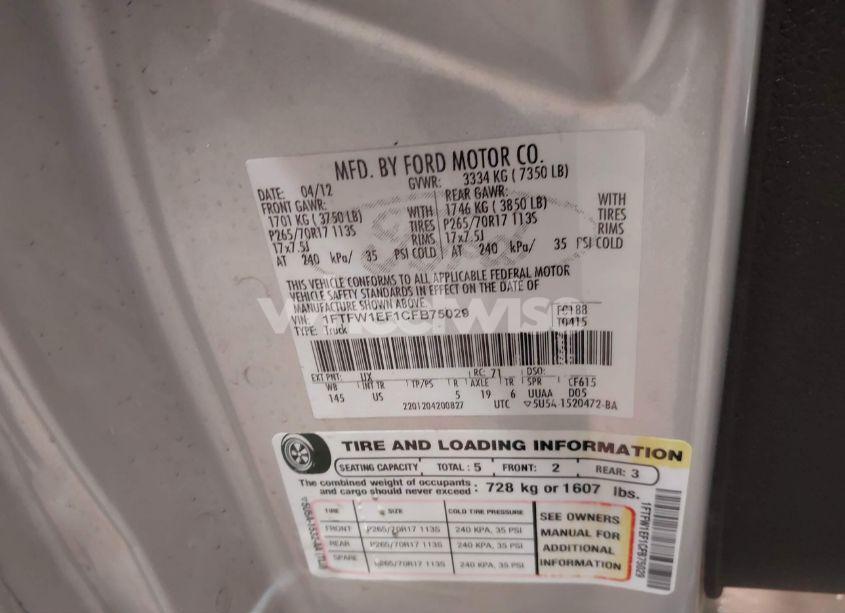 MFD. BY FORD MOTOR CO.
DATE: 04/12 GVWR: 3334 KG ( 7350 LB)
FRONT GAWR: REAR GAWR:
1701 KG ( 3750 LB) WITH 1746 KG ( 3850 LB) WITH
P265/70R17 113S TIRES P265/70R17 113S TIRES
17x7.5J RIMS 17x7.5J RIMS
AT 240 kPa/ 35 PSI COLD AT 240 kPa/ 35 PSI COLD
THIS VEHICLE CONFORMS TO ALL APPLICABLE FEDERAL MOTOR
VEHICLE SAFETY STANDARDS IN EFFECT ON THE DATE OF
MANUFACTURE SHOWN ABOVE.
VIN: 1FTFW1EF1CFB75029 F0188
TYPE: Truck T0415
EXT PNT: UX RC: 71 DSO:
WB INT TR TP/PS R AXLE TR SPR CF615
145 US 5 19 6 UUAA D05
2201204200827 UTC ▽5U54-1520472-BA
WheelWise
TIRE AND LOADING INFORMATION
SEATING CAPACITY TOTAL : 5 FRONT: 2 REAR: 3
The combined weight of occupants
and cargo should never exceed : 728 kg or 1607 lbs.
TIRE SIZE COLD TIRE PRESSURE
FRONT P265/70R17 113S 240 KPA, 35 PSI
REAR P265/70R17 113S 240 KPA, 35 PSI
SPARE P265/70R17 113S 240 KPA, 35 PSI
SEE OWNERS
MANUAL FOR
ADDITIONAL
INFORMATION
1FTFW1EF1CFB75029